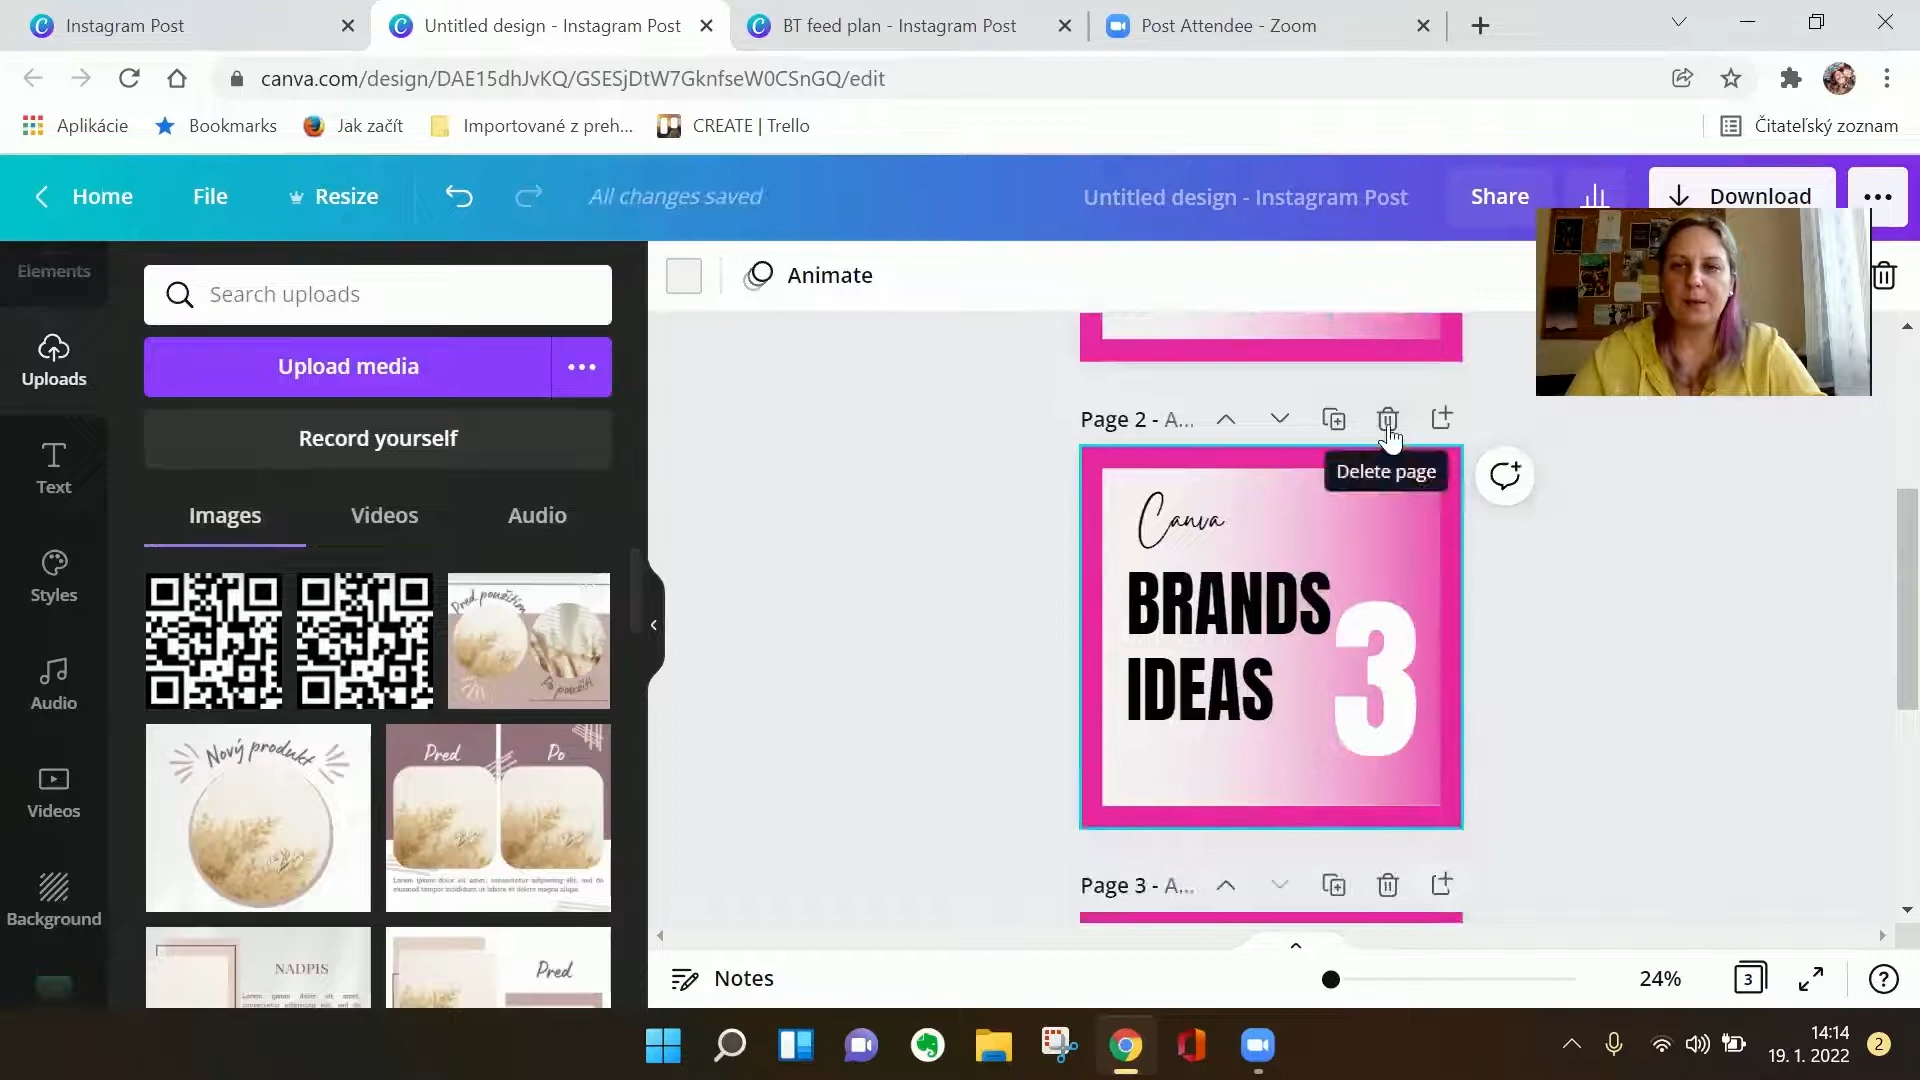 Instagram Post
Untitled design - Instagram Post
BT feed plan - Instagram Post
Post Attendee - Zoom
canva.com/design/DAE15dhJvKQ/GSESjDtW7GknfseW0CSnGQ/edit
Aplikácie
Bookmarks
Jak začít
Importované z preh...
CREATE | Trello
Čitateľský zoznam
Home
File
Resize
All changes saved
Untitled design - Instagram Post
Share
Download
Elements
Uploads
Text
Styles
Audio
Videos
Background
Search uploads
Upload media
Record yourself
Images
Videos
Audio
Pred použitím
Po použití
Nový produkt
Pred
Po
NADPIS
Pred
Animate
Page 2 - A...
Delete page
Canva
BRANDS
IDEAS
3
Page 3 - A...
Notes
24%
3
14:14
19. 1. 2022
2